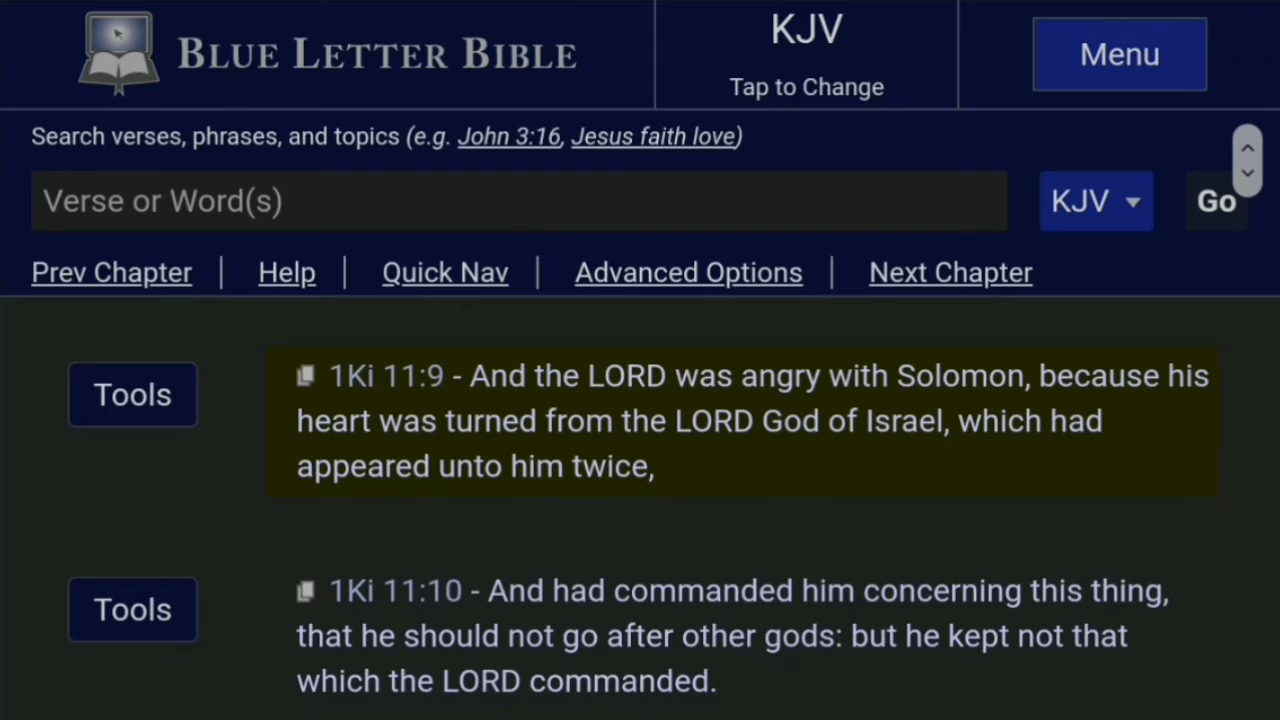 BLUE LETTER BIBLE
KJV
Tap to Change
Menu
Search verses, phrases, and topics (e.g. John 3:16, Jesus faith love)
Verse or Word(s)
KJV
Go
Prev Chapter | Help | Quick Nav | Advanced Options | Next Chapter
Tools
1Ki 11:9 - And the LORD was angry with Solomon, because his
heart was turned from the LORD God of Israel, which had
appeared unto him twice,
Tools
1Ki 11:10 - And had commanded him concerning this thing,
that he should not go after other gods: but he kept not that
which the LORD commanded.